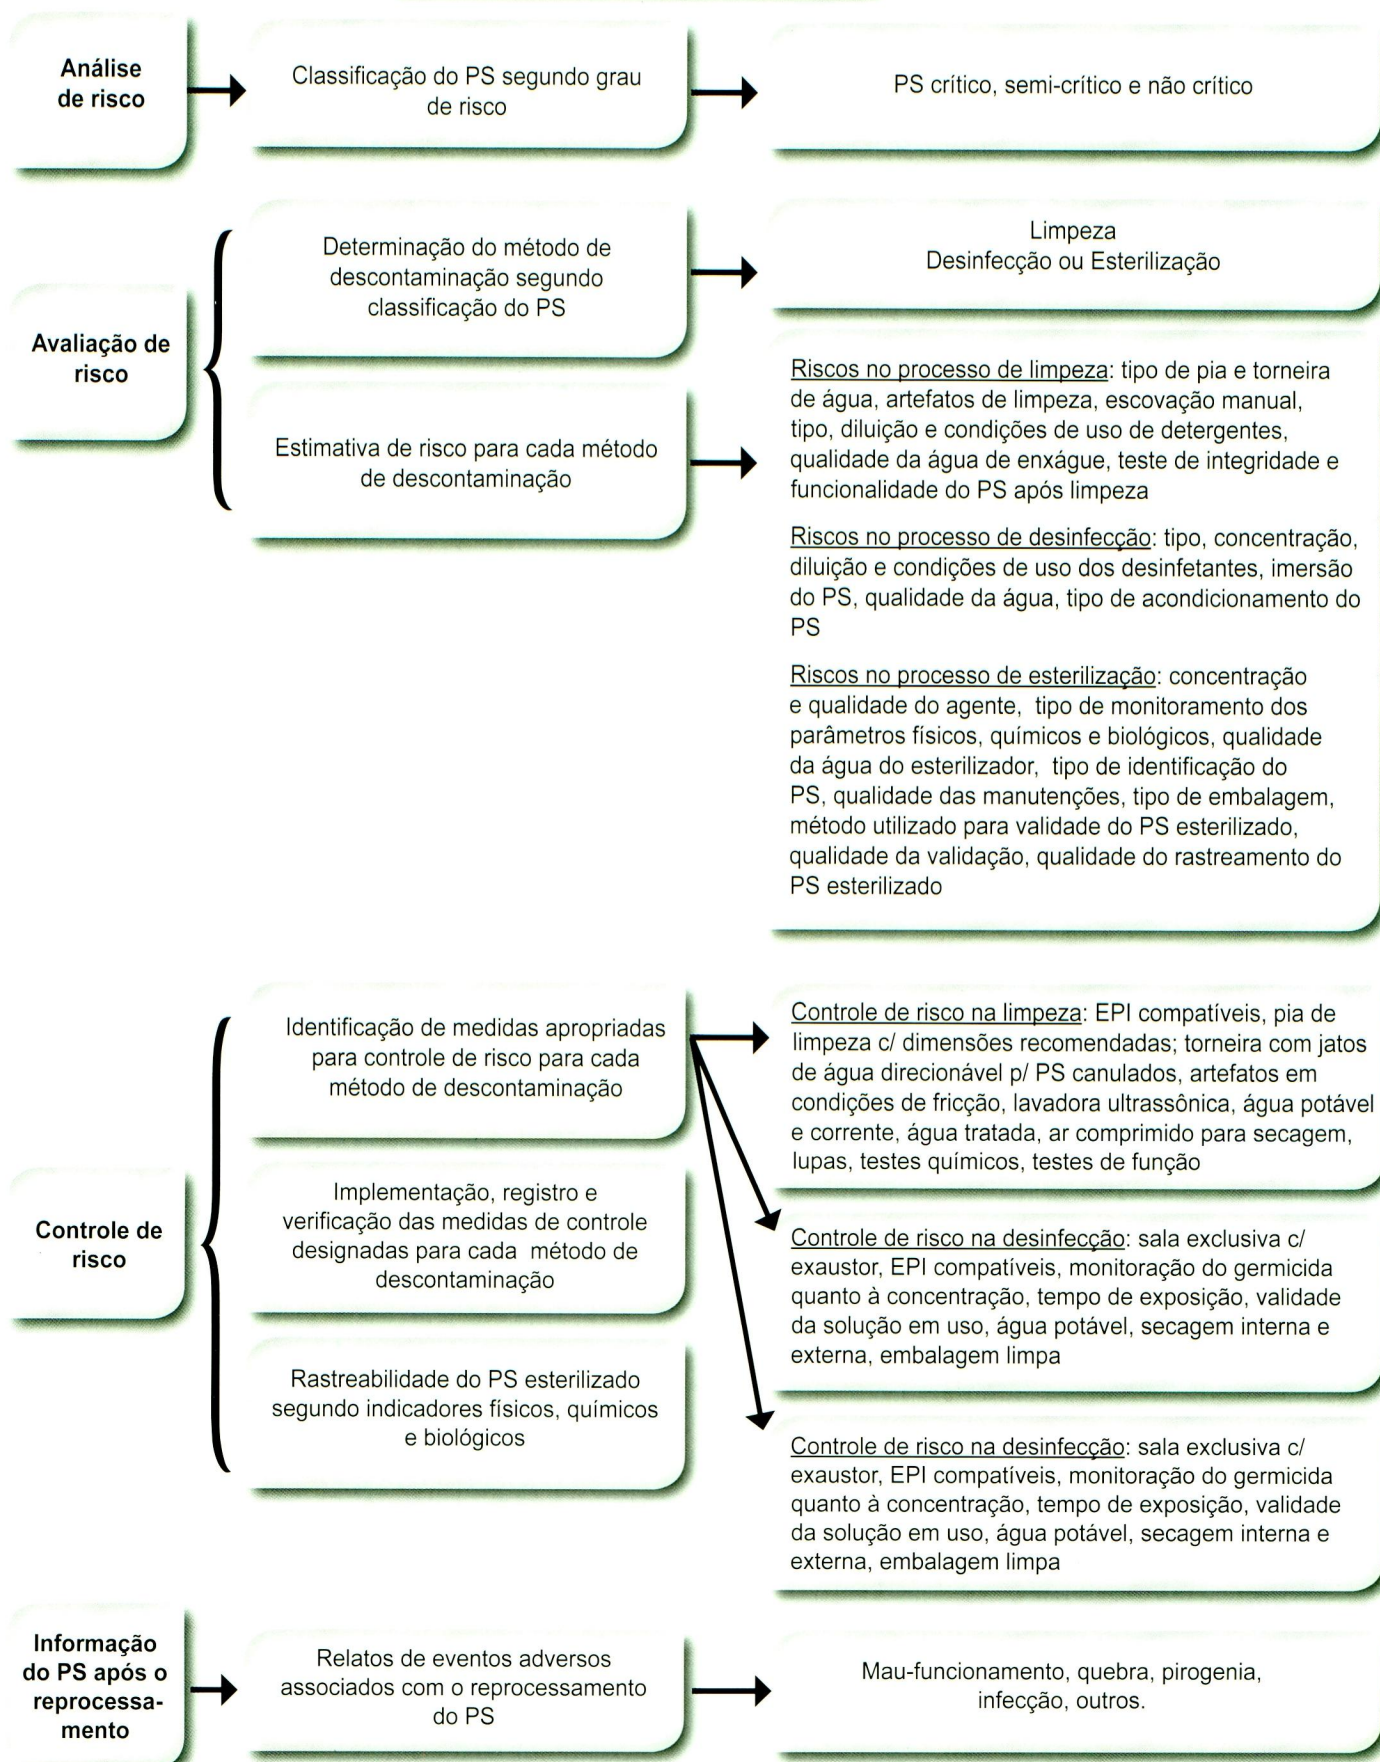 Análise
de risco
Classificação do PS segundo grau
de risco
PS crítico, semi-crítico e não crítico
Avaliação de
risco
Determinação do método de
descontaminação segundo
classificação do PS
Limpeza
Desinfecção ou Esterilização
Estimativa de risco para cada método
de descontaminação
Riscos no processo de limpeza: tipo de pia e torneira
de água, artefatos de limpeza, escovação manual,
tipo, diluição e condições de uso de detergentes,
qualidade da água de enxágue, teste de integridade e
funcionalidade do PS após limpeza
Riscos no processo de desinfecção: tipo, concentração,
diluição e condições de uso dos desinfetantes, imersão
do PS, qualidade da água, tipo de acondicionamento do
PS
Riscos no processo de esterilização: concentração
e qualidade do agente, tipo de monitoramento dos
parâmetros físicos, químicos e biológicos, qualidade
da água do esterilizador, tipo de identificação do
PS, qualidade das manutenções, tipo de embalagem,
método utilizado para validade do PS esterilizado,
qualidade da validação, qualidade do rastreamento do
PS esterilizado
Controle de
risco
Identificação de medidas apropriadas
para controle de risco para cada
método de descontaminação
Implementação, registro e
verificação das medidas de controle
designadas para cada método de
descontaminação
Rastreabilidade do PS esterilizado
segundo indicadores físicos, químicos
e biológicos
Controle de risco na limpeza: EPI compatíveis, pia de
limpeza c/ dimensões recomendadas; torneira com jatos
de água direcionável p/ PS canulados, artefatos em
condições de fricção, lavadora ultrassônica, água potável
e corrente, água tratada, ar comprimido para secagem,
lupas, testes químicos, testes de função
Controle de risco na desinfecção: sala exclusiva c/
exaustor, EPI compatíveis, monitoração do germicida
quanto à concentração, tempo de exposição, validade
da solução em uso, água potável, secagem interna e
externa, embalagem limpa
Controle de risco na desinfecção: sala exclusiva c/
exaustor, EPI compatíveis, monitoração do germicida
quanto à concentração, tempo de exposição, validade
da solução em uso, água potável, secagem interna e
externa, embalagem limpa
Informação
do PS após o
reprocessa-
mento
Relatos de eventos adversos
associados com o reprocessamento
do PS
Mau-funcionamento, quebra, pirogenia,
infecção, outros.